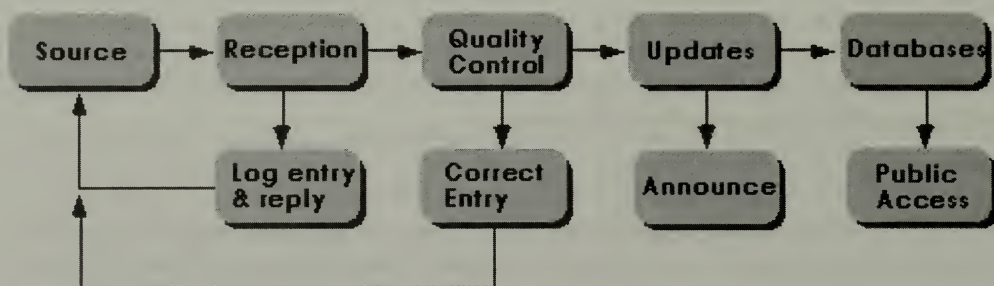 Source
Reception
Quality
Control
Updates
Databases
Log entry
& reply
Correct
Entry
Announce
Public
Access